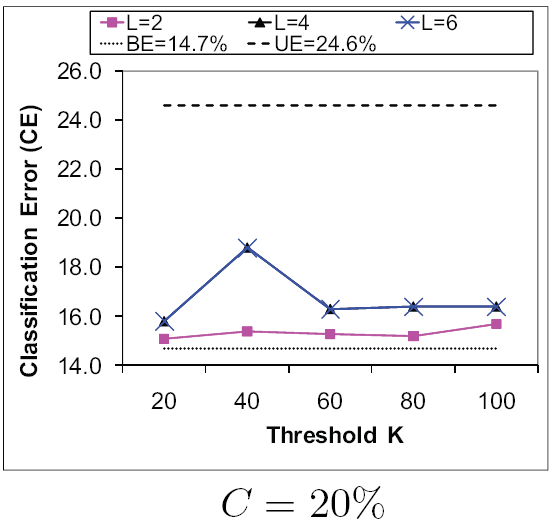 L=2 L=4 L=6
BE=14.7% UE=24.6%
26.0
24.0
22.0
20.0
18.0
16.0
14.0
Classification Error (CE)
20 40 60 80 100
Threshold K
C = 20%